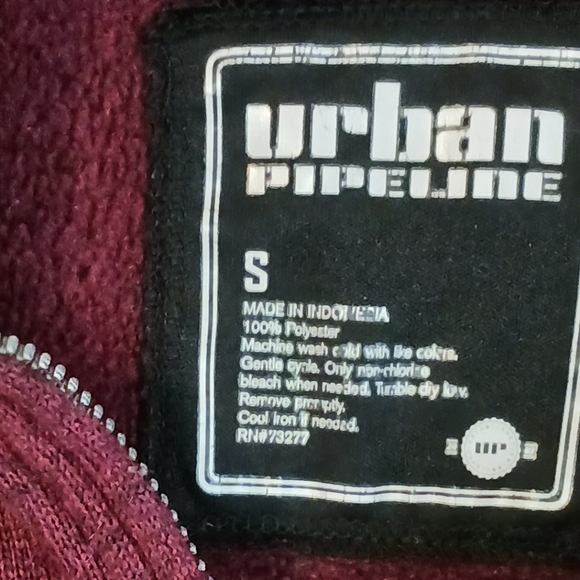 urban
PIPELINE
S
MADE IN INDONESIA
100% Polyester
Machine wash cold with like colors.
Gentle cycle. Only non-chlorine
bleach when needed. Tumble dry low.
Remove promptly.
Cool iron if needed.
RN#73277
UP